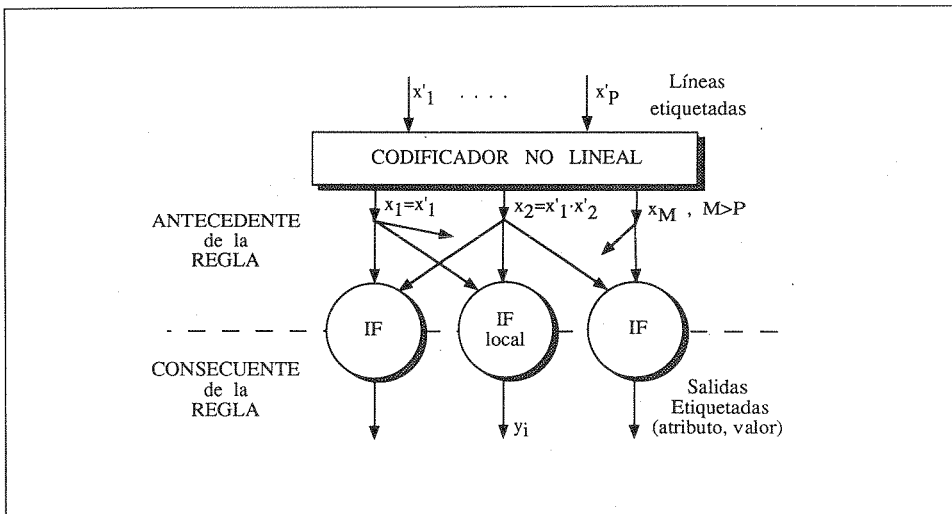 x'1 . . . . x'P
Líneas
etiquetadas
CODIFICADOR NO LINEAL
x1=x'1
x2=x'1·x'2
xM , M>P
ANTECEDENTE
de la
REGLA
IF
IF
local
IF
CONSECUENTE
de la
REGLA
yi
Salidas
Etiquetadas
(atributo, valor)